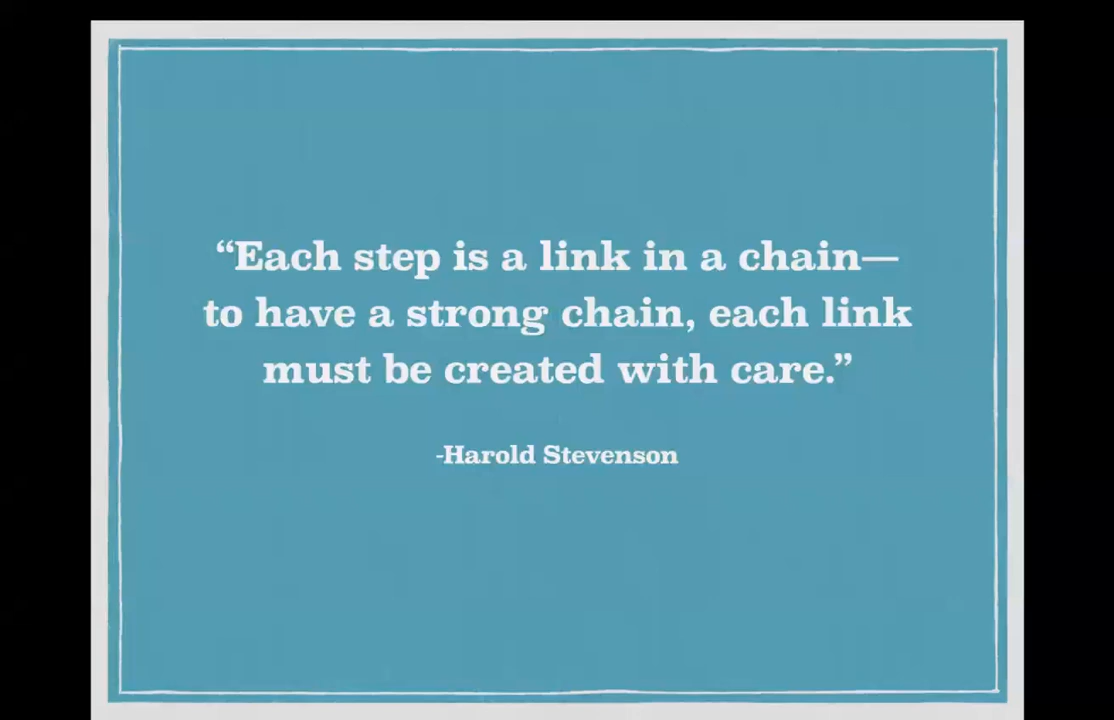 “Each step is a link in a chain—
to have a strong chain, each link
must be created with care.”
-Harold Stevenson